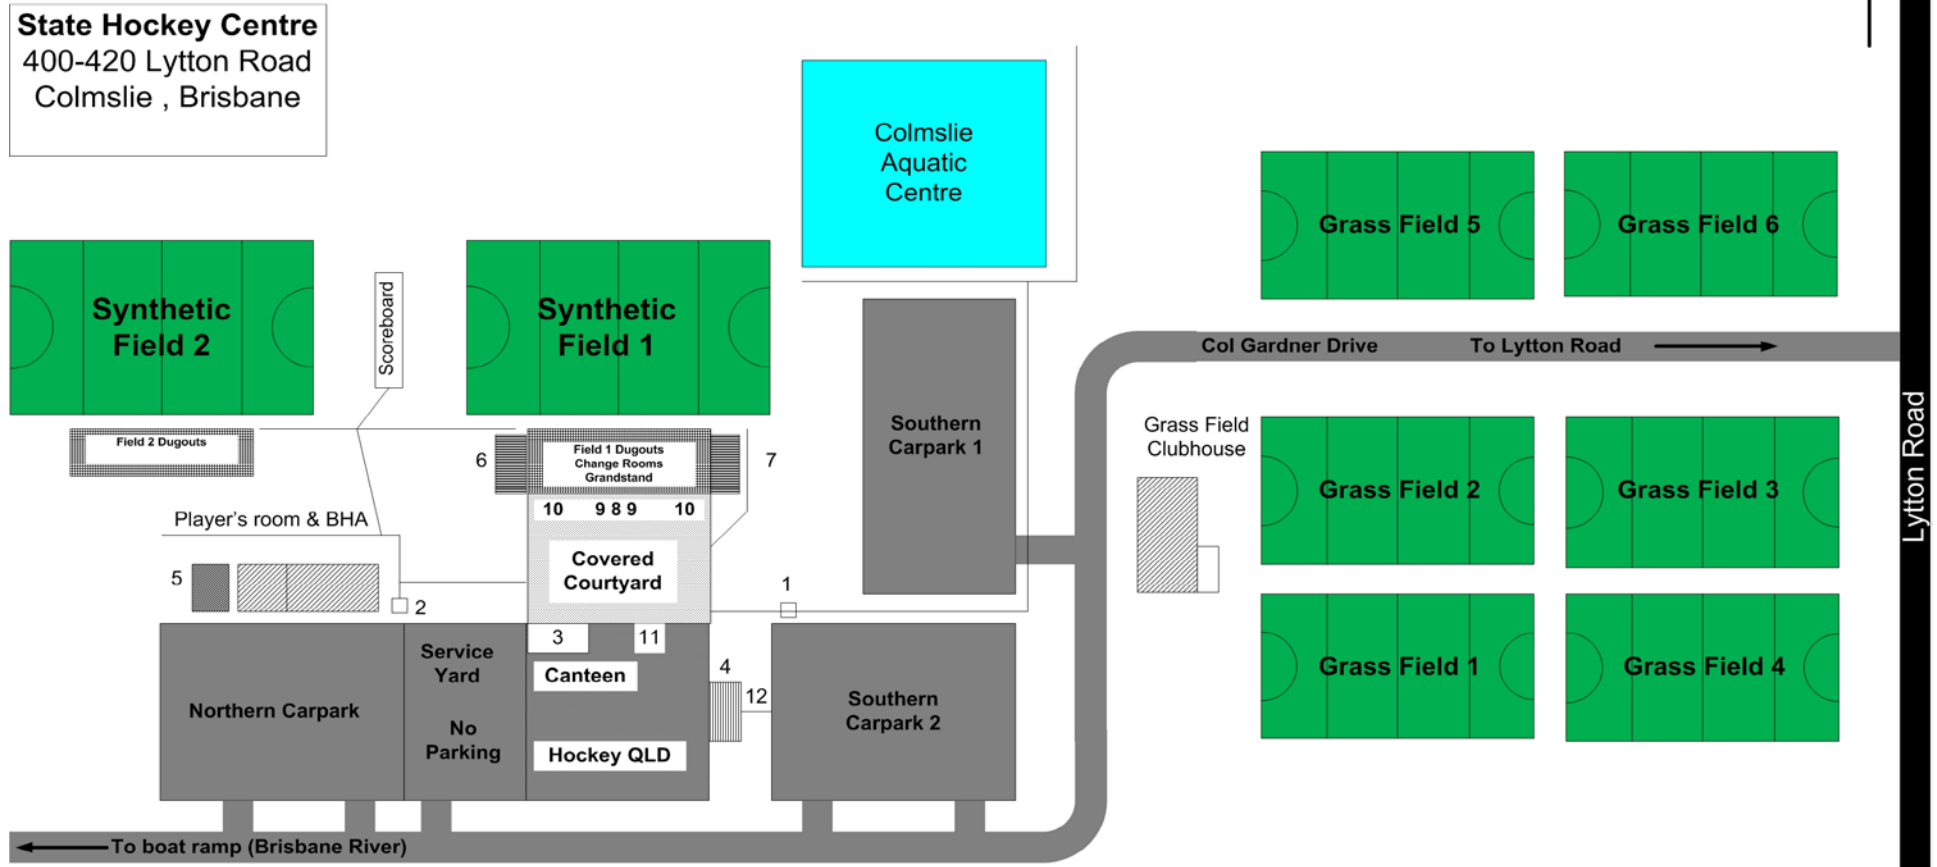 State Hockey Centre
400-420 Lytton Road
Colmslie , Brisbane
Colmslie
Aquatic
Centre
Grass Field 5
Grass Field 6
Synthetic
Field 2
Scoreboard
Synthetic
Field 1
Col Gardner Drive
To Lytton Road
Lytton Road
Southern
Carpark 1
Grass Field
Clubhouse
Grass Field 2
Grass Field 3
Field 2 Dugouts
6
Field 1 Dugouts
Change Rooms
Grandstand
7
10 9 8 9 10
Player's room & BHA
Covered
Courtyard
5
2
1
3
11
Grass Field 1
Grass Field 4
Northern Carpark
Service
Yard
No
Parking
Canteen
Hockey QLD
4
12
Southern
Carpark 2
To boat ramp (Brisbane River)